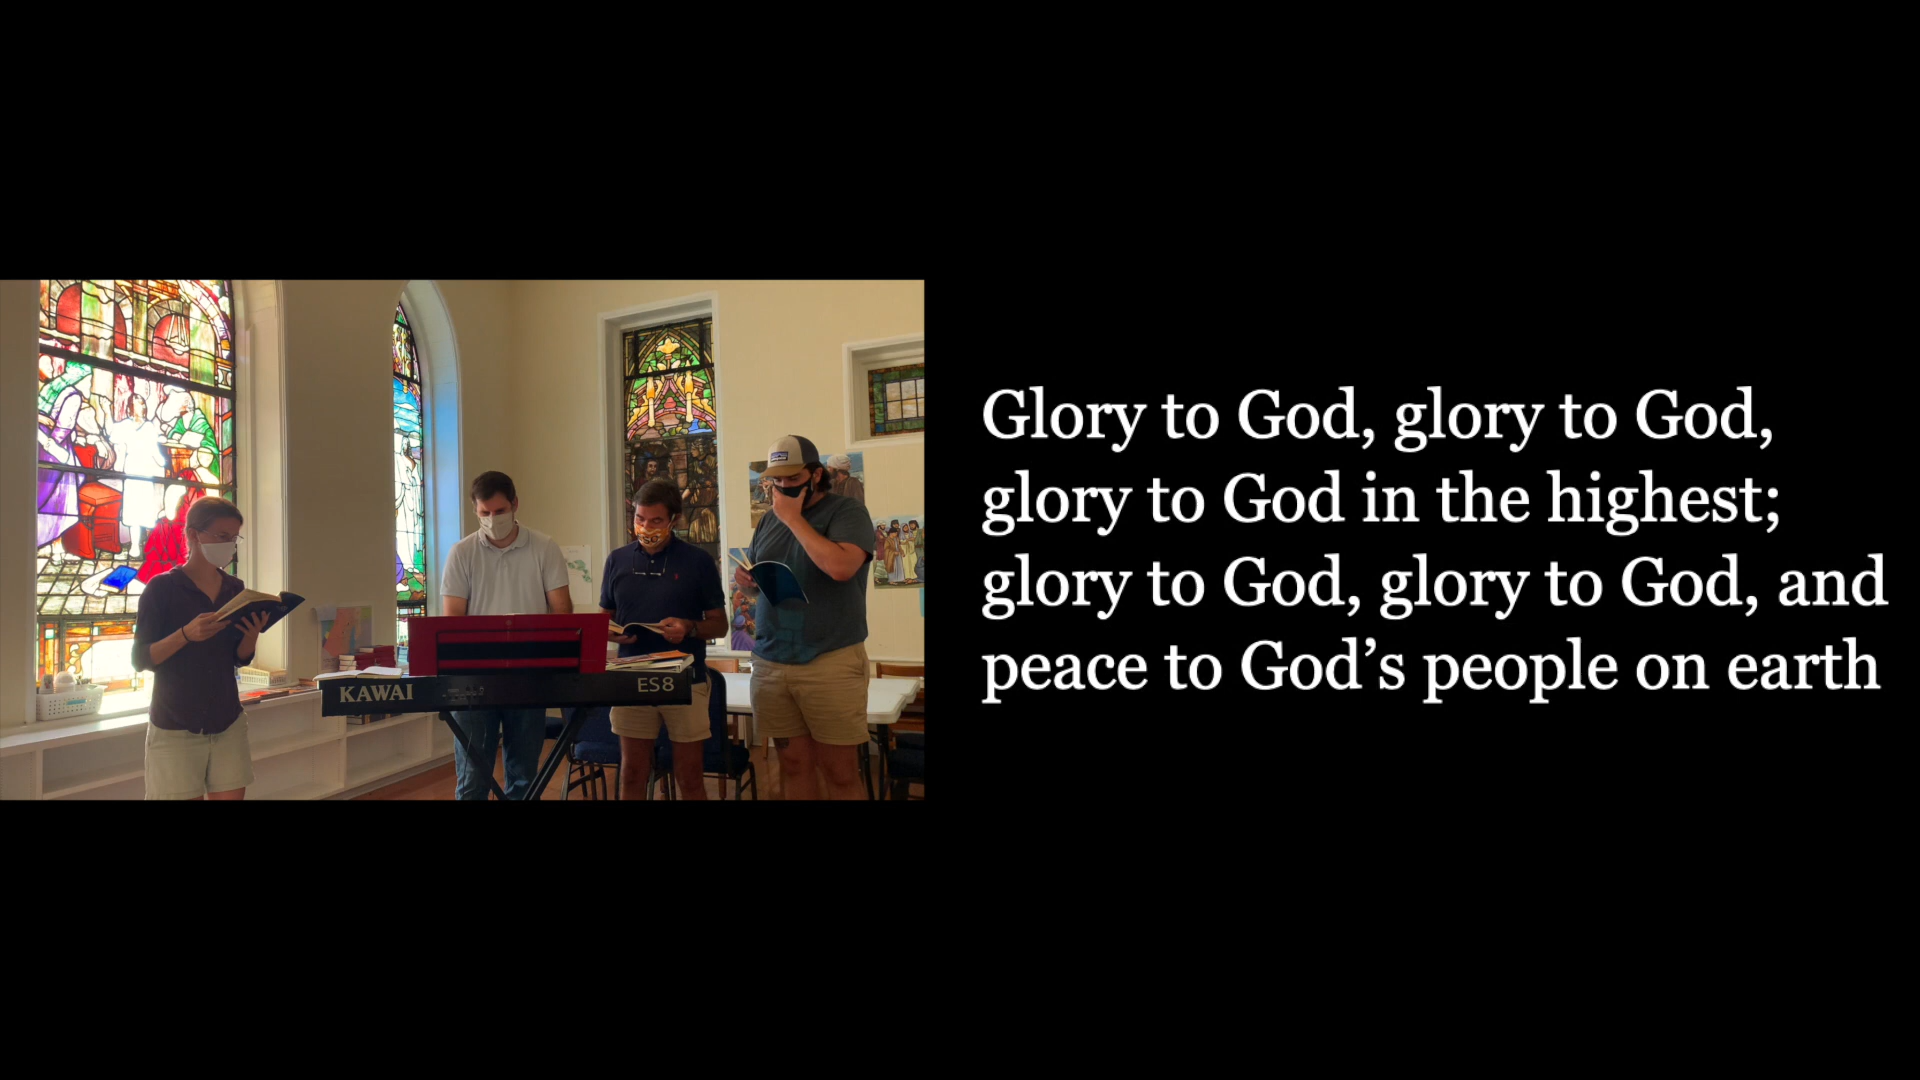 KAWAI
ES8
Glory to God, glory to God,
glory to God in the highest;
glory to God, glory to God, and
peace to God’s people on earth